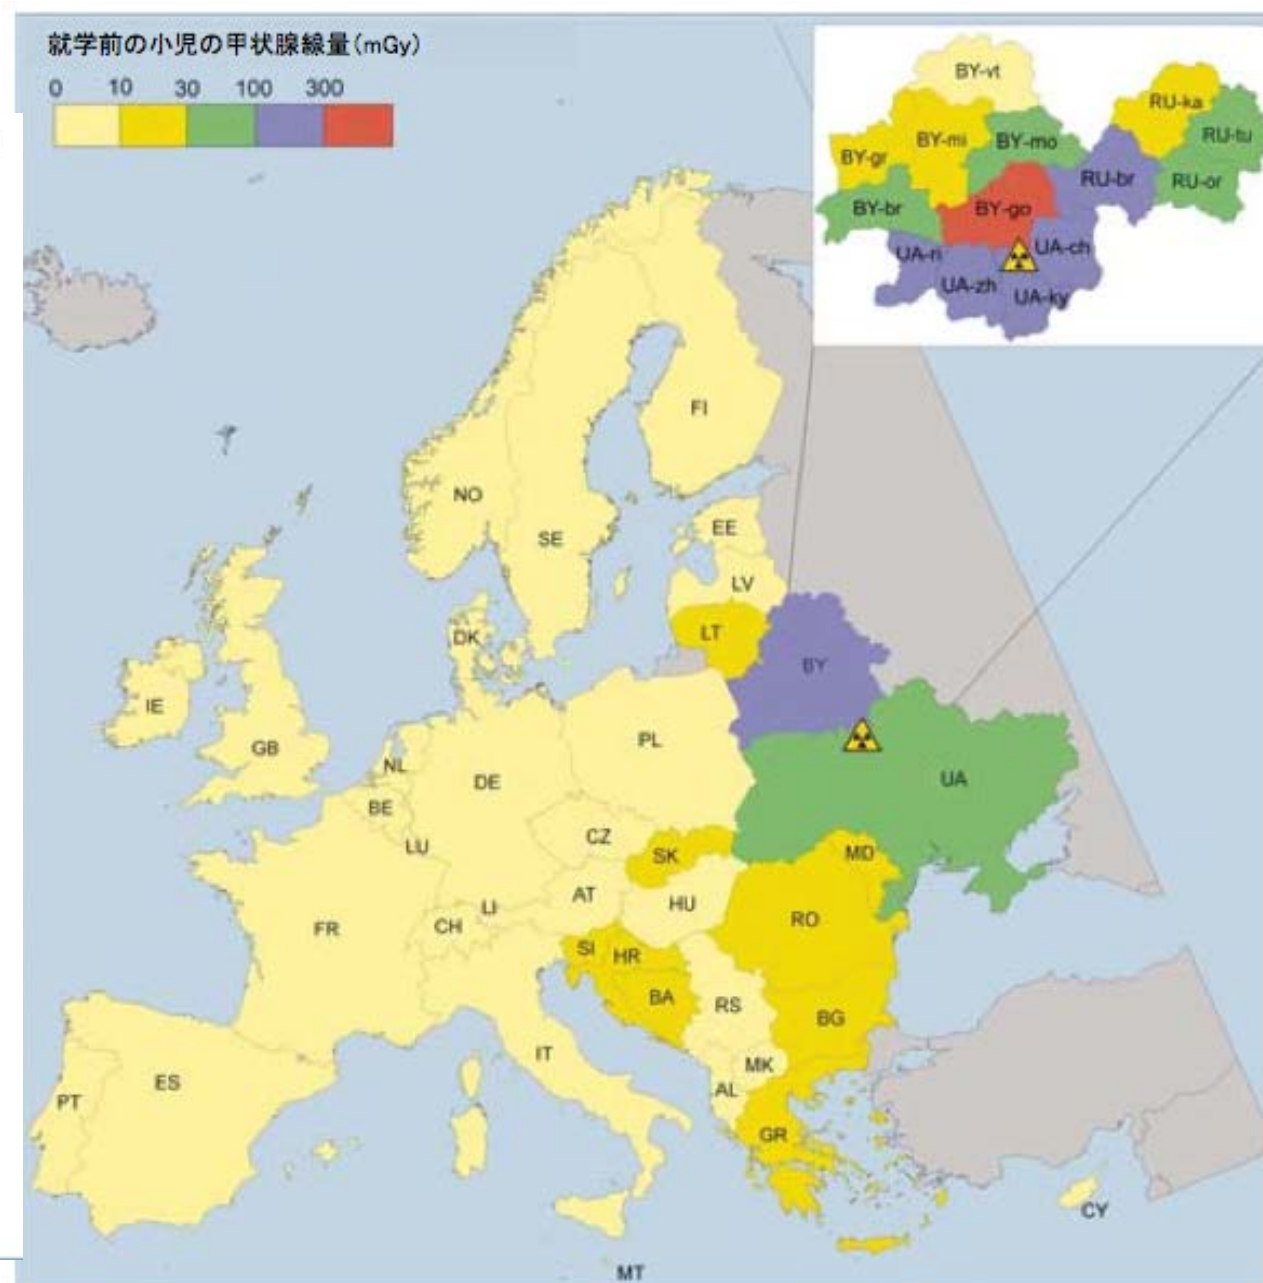 就学前の小児の甲状腺線量(mGy)
0 10 30 100 300
BY-vt
RU-ka
BY-mi
BY-mo
RU-tu
BY-gr
RU-br
RU-or
BY-br
BY-go
UA-ri
UA-ch
UA-zh
UA-ky
FI
NO
SE
EE
LV
LT
DK
BY
IE
GB
NL
PL
DE
UA
BE
LU
CZ
SK
MD
AT
HU
LI
CH
FR
RO
SI
HR
BA
RS
BG
IT
MK
ES
AL
PT
GR
CY
MT